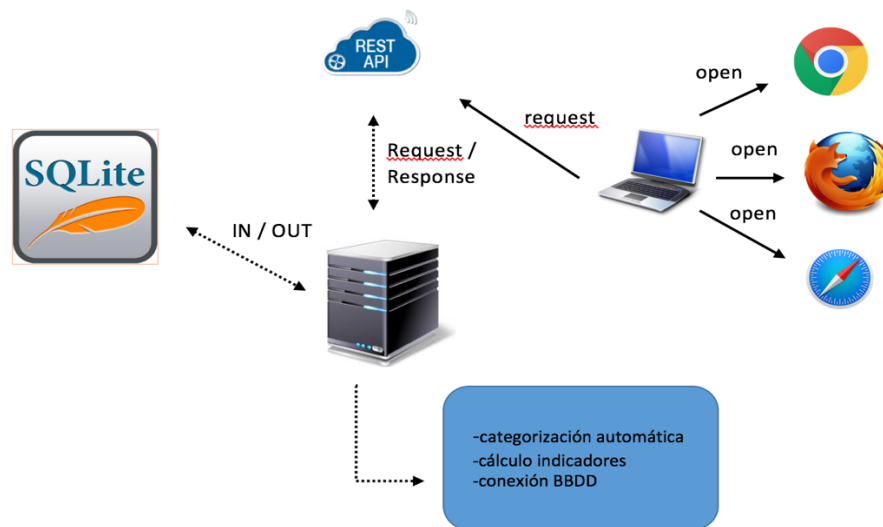 REST
API
open
request
SQLite
Request /
Response
open
open
IN / OUT
-categorización automática
-cálculo indicadores
-conexión BBDD